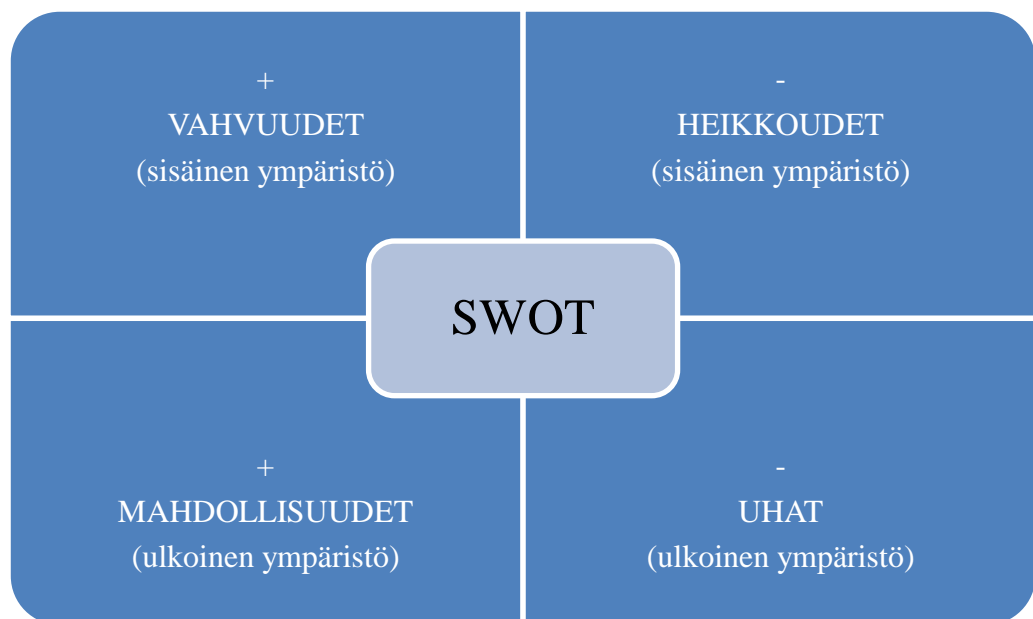 +
VAHVUUDET
(sisäinen ympäristö)
-
HEIKKOUDET
(sisäinen ympäristö)
SWOT
+
MAHDOLLISUUDET
(ulkoinen ympäristö)
-
UHAT
(ulkoinen ympäristö)